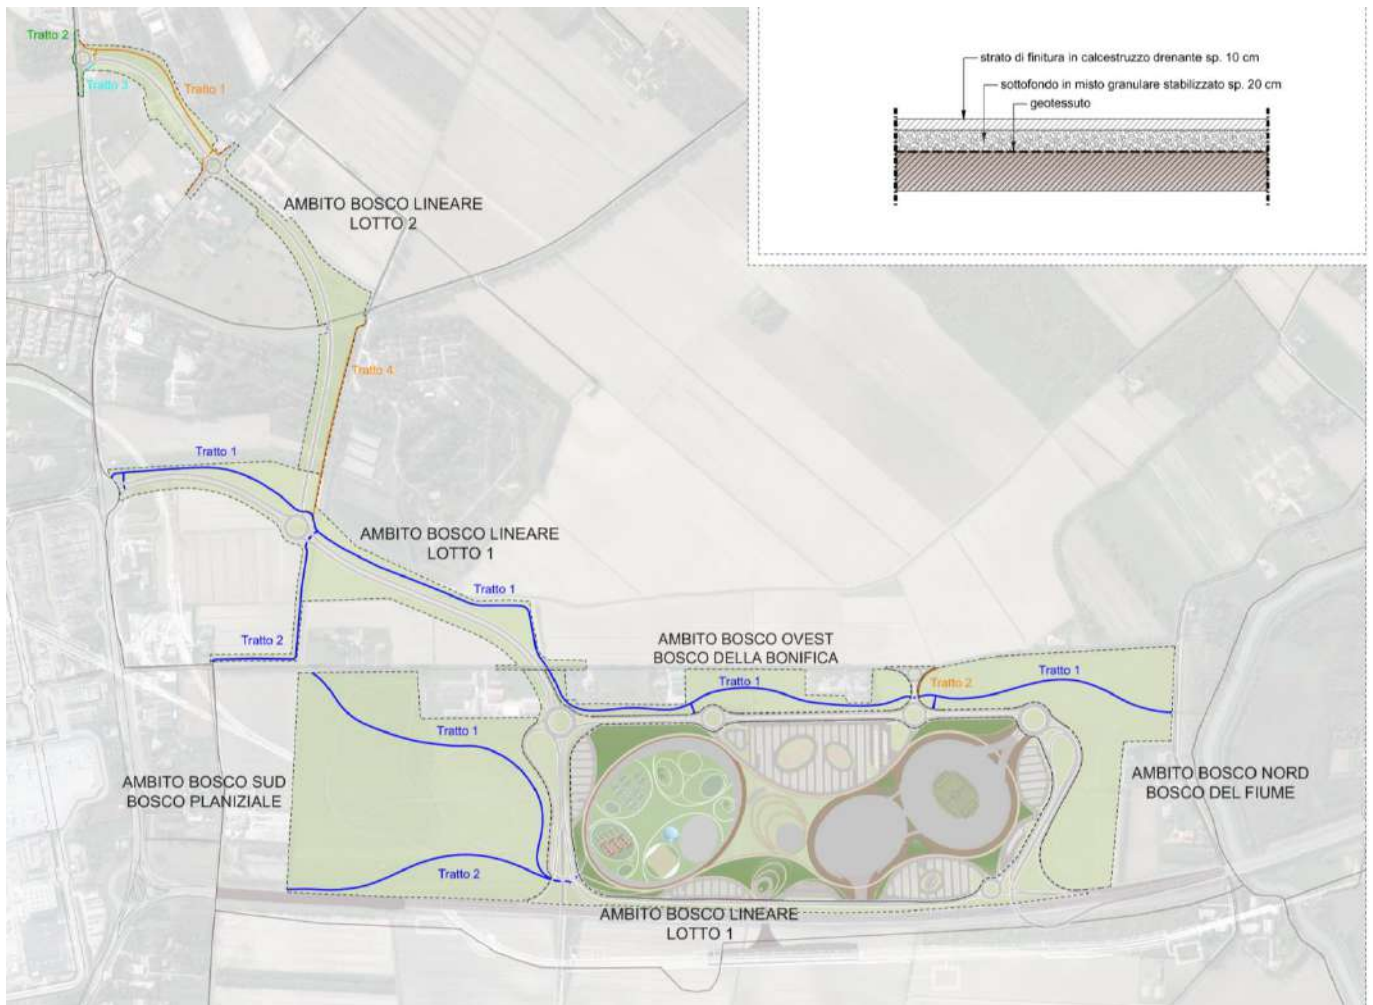 Tratto 2
strato di finitura in calcestruzzo drenante sp. 10 cm
sottofondo in misto granulare stabilizzato sp. 20 cm
geotessuto
Tratto 3
Tratto 1
AMBITO BOSCO LINEARE
LOTTO 2
Tratto 4
Tratto 1
AMBITO BOSCO LINEARE
LOTTO 1
Tratto 1
Tratto 2
AMBITO BOSCO OVEST
BOSCO DELLA BONIFICA
Tratto 1
Tratto 2
Tratto 1
Tratto 1
AMBITO BOSCO SUD
BOSCO PLANIZIALE
AMBITO BOSCO NORD
BOSCO DEL FIUME
Tratto 2
AMBITO BOSCO LINEARE
LOTTO 1